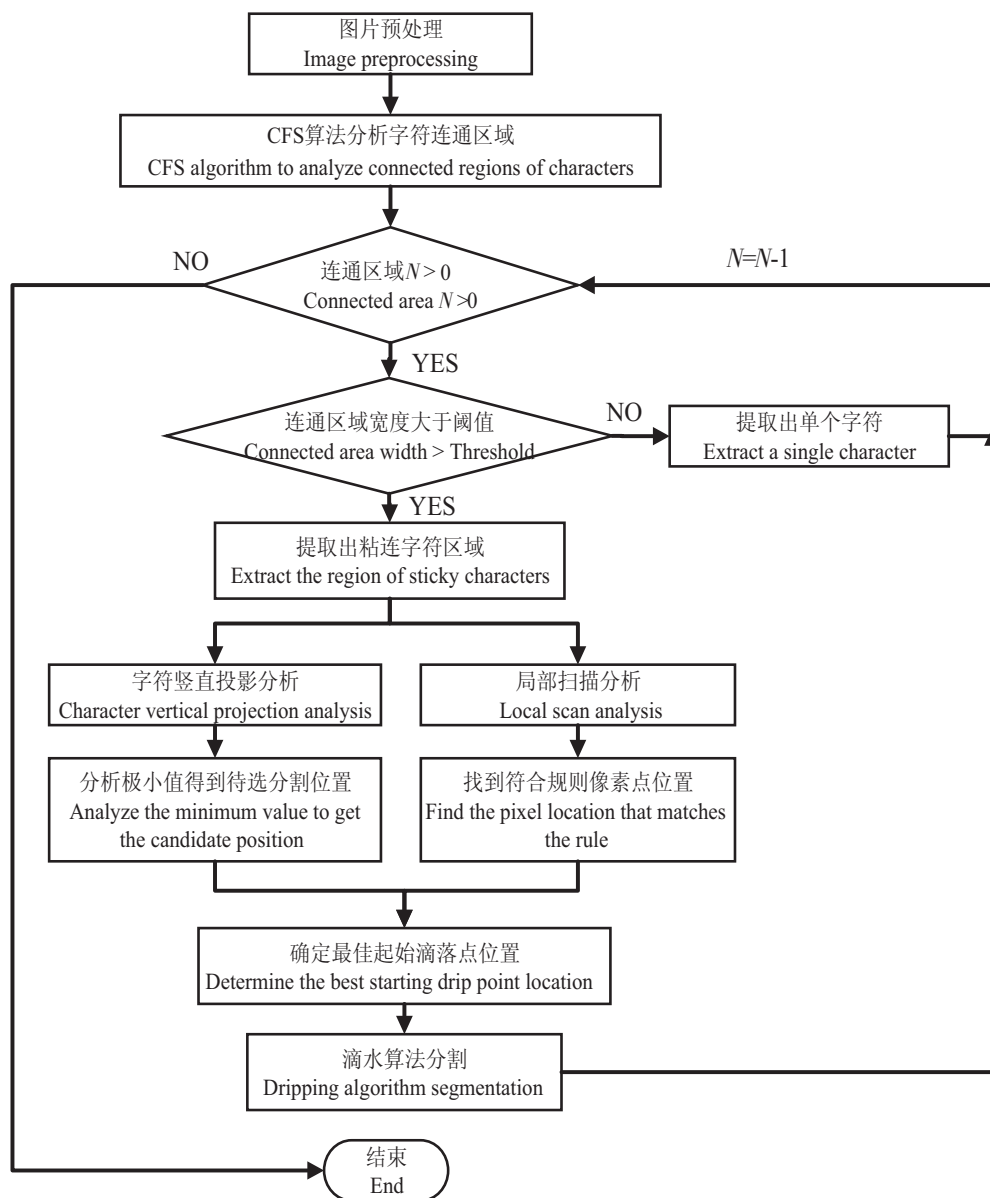 图片预处理
Image preprocessing
CFS算法分析字符连通区域
CFS algorithm to analyze connected regions of characters
NO
连通区域N > 0
Connected area N >0
N=N-1
YES
连通区域宽度大于阈值
Connected area width > Threshold
NO
提取出单个字符
Extract a single character
YES
提取出粘连字符区域
Extract the region of sticky characters
字符竖直投影分析
Character vertical projection analysis
局部扫描分析
Local scan analysis
分析极小值得到待选分割位置
Analyze the minimum value to get
the candidate position
找到符合规则像素点位置
Find the pixel location that matches
the rule
确定最佳起始滴落点位置
Determine the best starting drip point location
滴水算法分割
Dripping algorithm segmentation
结束
End